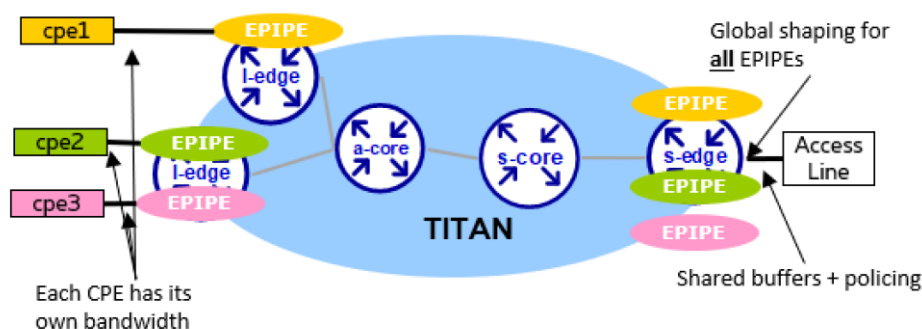 cpe1
EPIPE
Global shaping for
all EPIPEs
l-edge
EPIPE
cpe2
EPIPE
a-core
s-core
s-edge
Access
Line
l-edge
EPIPE
cpe3
EPIPE
TITAN
EPIPE
Each CPE has its
own bandwidth
Shared buffers + policing